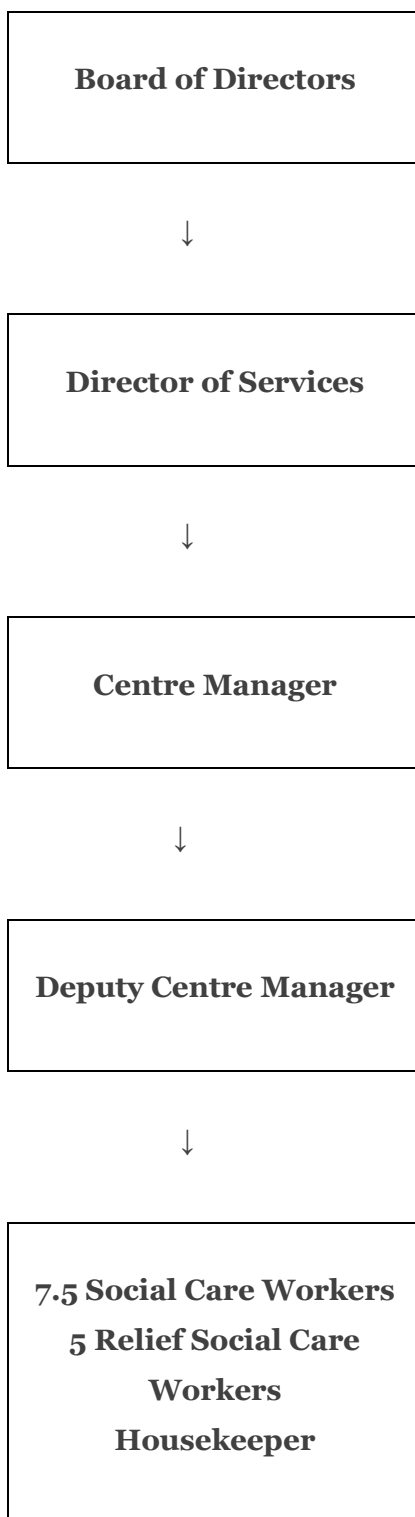 Board of Directors
↓
Director of Services
↓
Centre Manager
↓
Deputy Centre Manager
↓
7.5 Social Care Workers
5 Relief Social Care
Workers
Housekeeper